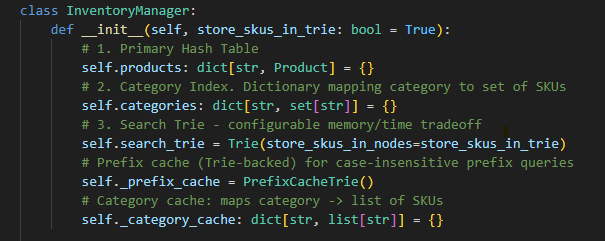 class InventoryManager:
    def __init__(self, store_skus_in_trie: bool = True):
        # 1. Primary Hash Table
        self.products: dict[str, Product] = {}
        # 2. Category Index. Dictionary mapping category to set of SKUs
        self.categories: dict[str, set[str]] = {}
        # 3. Search Trie - configurable memory/time tradeoff
        self.search_trie = Trie(store_skus_in_nodes=store_skus_in_trie)
        # Prefix cache (Trie-backed) for case-insensitive prefix queries
        self._prefix_cache = PrefixCacheTrie()
        # Category cache: maps category -> list of SKUs
        self._category_cache: dict[str, list[str]] = {}